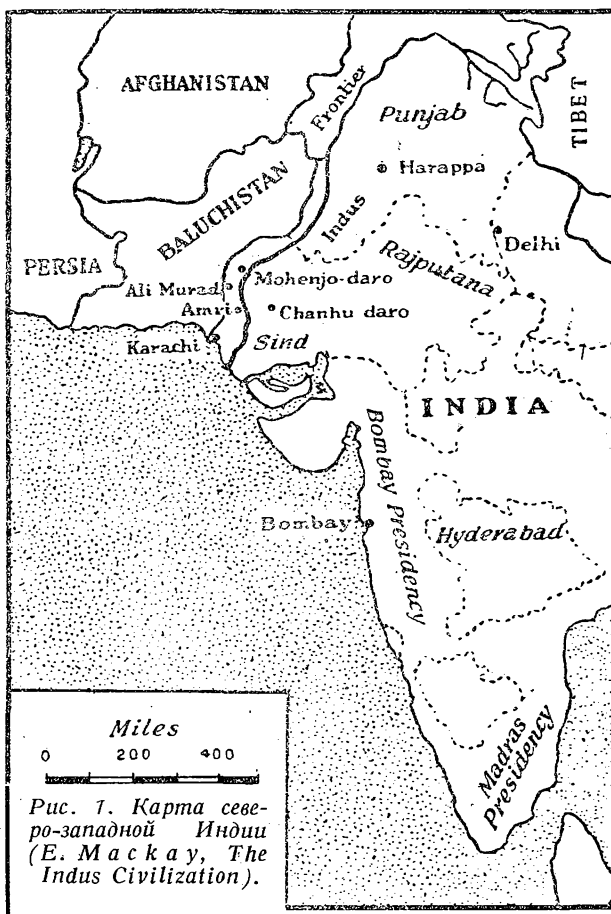 AFGHANISTAN
Frontier
Punjab
TIBET
Harappa
BALUCHISTAN
Indus
Delhi
PERSIA
Rajputana
Mohenjo-daro
Ali Murad
Amri
Chanhu daro
Karachi
Sind
INDIA
Bombay Presidency
Bombay
Hyderabad
Madras
Presidency
Miles
0 200 400
Рис. 1. Карта севе-
ро-западной Индии
(E. Mackay, The
Indus Civilization).